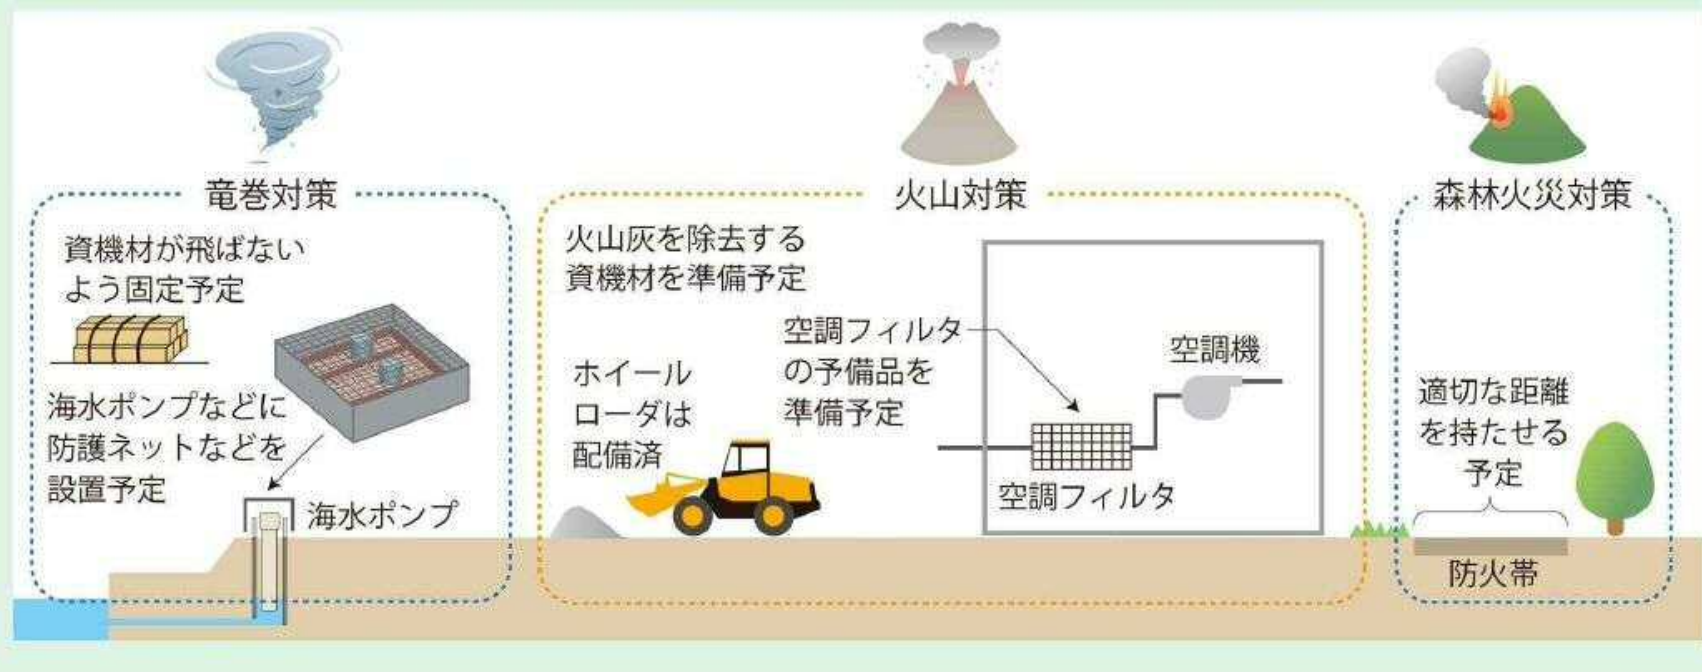 竜巻対策
資機材が飛ばない
よう固定予定
海水ポンプなどに
防護ネットなどを
設置予定
海水ポンプ
火山対策
火山灰を除去する
資機材を準備予定
ホイール
ローダは
配備済
空調フィルタ
の予備品を
準備予定
空調機
空調フィルタ
森林火災対策
適切な距離
を持たせる
予定
防火帯